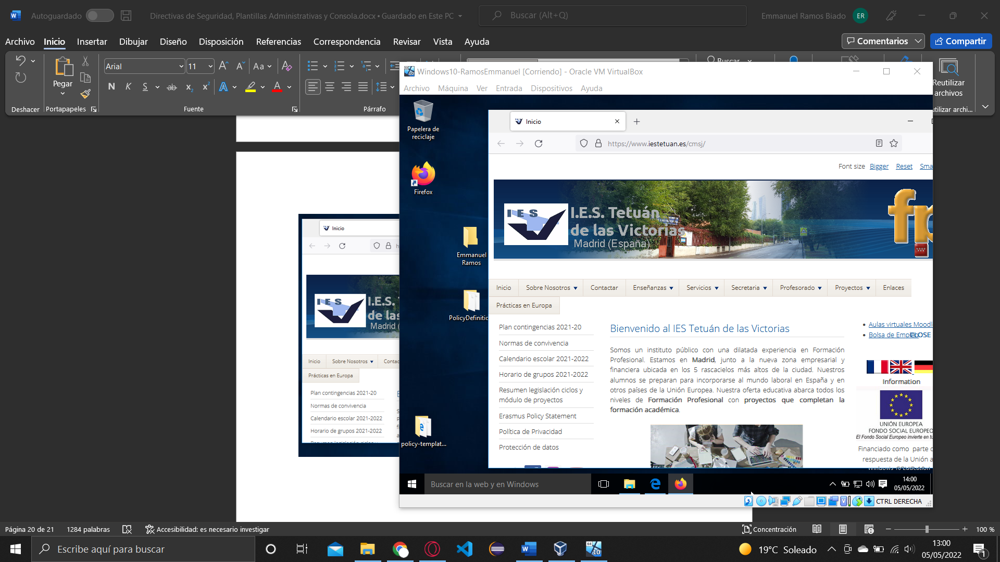 Autoguardado
Directivas de Seguridad, Plantillas Administrativas y Consola.docx • Guardado en Este PC
Buscar (Alt+Q)
Emmanuel Ramos Biado
ER
Archivo Inicio Insertar Dibujar Diseño Disposición Referencias Correspondencia Revisar Vista Ayuda
Comentarios
Compartir
Pegar
Arial
11
Buscar
Reutilizar
archivos
Deshacer
Portapapeles
Fuente
Párrafo
utilizar archi...
Windows10-RamosEmmanuel [Corriendo] - Oracle VM VirtualBox
Archivo Máquina Ver Entrada Dispositivos Ayuda
Papelera de
reciclaje
Firefox
Emmanuel
Ramos
PolicyDefinitio
policy-templat...
Inicio
https://www.iestetuan.es/cmsj/
Font size Bigger Reset Sma
IES
I.E.S. Tetuán
de las Victorias
Madrid (España)
fp
Inicio Sobre Nosotros Contactar Enseñanzas Servicios Secretaria Profesorado Proyectos Enlaces
Prácticas en Europa
Plan contingencias 2021-20
Normas de convivencia
Calendario escolar 2021-2022
Horario de grupos 2021-2022
Resumen legislación ciclos y
módulo de proyectos
Erasmus Policy Statement
Política de Privacidad
Protección de datos
Bienvenido al IES Tetuán de las Victorias
Somos un instituto público con una dilatada experiencia en Formación
Profesional. Estamos en Madrid, junto a la nueva zona empresarial y
financiera ubicada en los 5 rascacielos más altos de la ciudad. Nuestros
alumnos se preparan para incorporarse al mundo laboral en España y en
otros países de la Unión Europea. Nuestra oferta educativa abarca todos los
niveles de Formación Profesional con proyectos que completan la
formación académica.
Aulas virtuales Moodl
Bolsa de Empleo
CLOSE
Information
UNIÓN EUROPEA
FONDO SOCIAL EUROPEO
El Fondo Social Europeo invierte en tu
Financiado como parte
respuesta de la Unión a
Windows 10 Education
Buscar en la web y en Windows
14:00
05/05/2022
CTRL DERECHA
Inicio
IES
I.E.S. T
de las
Madrid (
Inicio Sobre Nosotros Contac
Prácticas en Europa
Plan contingencias 2021-20
Normas de convivencia
Calendario escolar 2021-2022
Horario de grupos 2021-2022
Página 20 de 21
1284 palabras
Accesibilidad: es necesario investigar
Concentración
100 %
Escribe aquí para buscar
19°C Soleado
13:00
05/05/2022
1